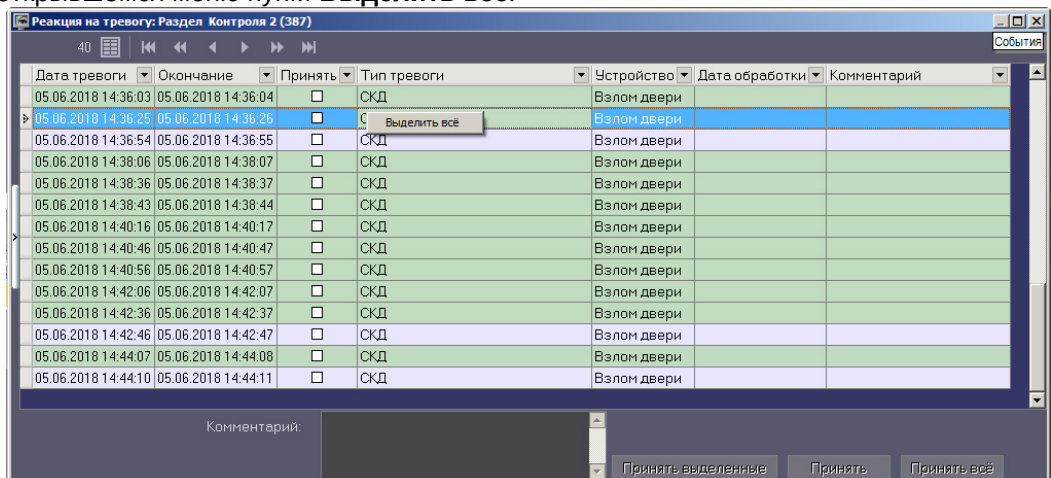 открывшемся меню пункт Выделить все.
Реакция на тревогу: Раздел Контроля 2 (387)
40
События
Дата тревоги Окончание Принять Тип тревоги Устройство Дата обработки Комментарий
05.06.2018 14:36:03 05.06.2018 14:36:04 СКД Взлом двери
05.06.2018 14:36:25 05.06.2018 14:36:26 С Выделить всё Взлом двери
05.06.2018 14:36:54 05.06.2018 14:36:55 СКД Взлом двери
05.06.2018 14:38:06 05.06.2018 14:38:07 СКД Взлом двери
05.06.2018 14:38:36 05.06.2018 14:38:37 СКД Взлом двери
05.06.2018 14:38:43 05.06.2018 14:38:44 СКД Взлом двери
05.06.2018 14:40:16 05.06.2018 14:40:17 СКД Взлом двери
05.06.2018 14:40:46 05.06.2018 14:40:47 СКД Взлом двери
05.06.2018 14:40:56 05.06.2018 14:40:57 СКД Взлом двери
05.06.2018 14:42:06 05.06.2018 14:42:07 СКД Взлом двери
05.06.2018 14:42:36 05.06.2018 14:42:37 СКД Взлом двери
05.06.2018 14:42:46 05.06.2018 14:42:47 СКД Взлом двери
05.06.2018 14:44:07 05.06.2018 14:44:08 СКД Взлом двери
05.06.2018 14:44:10 05.06.2018 14:44:11 СКД Взлом двери
Комментарий:
Принять выделенные Принять Принять всё